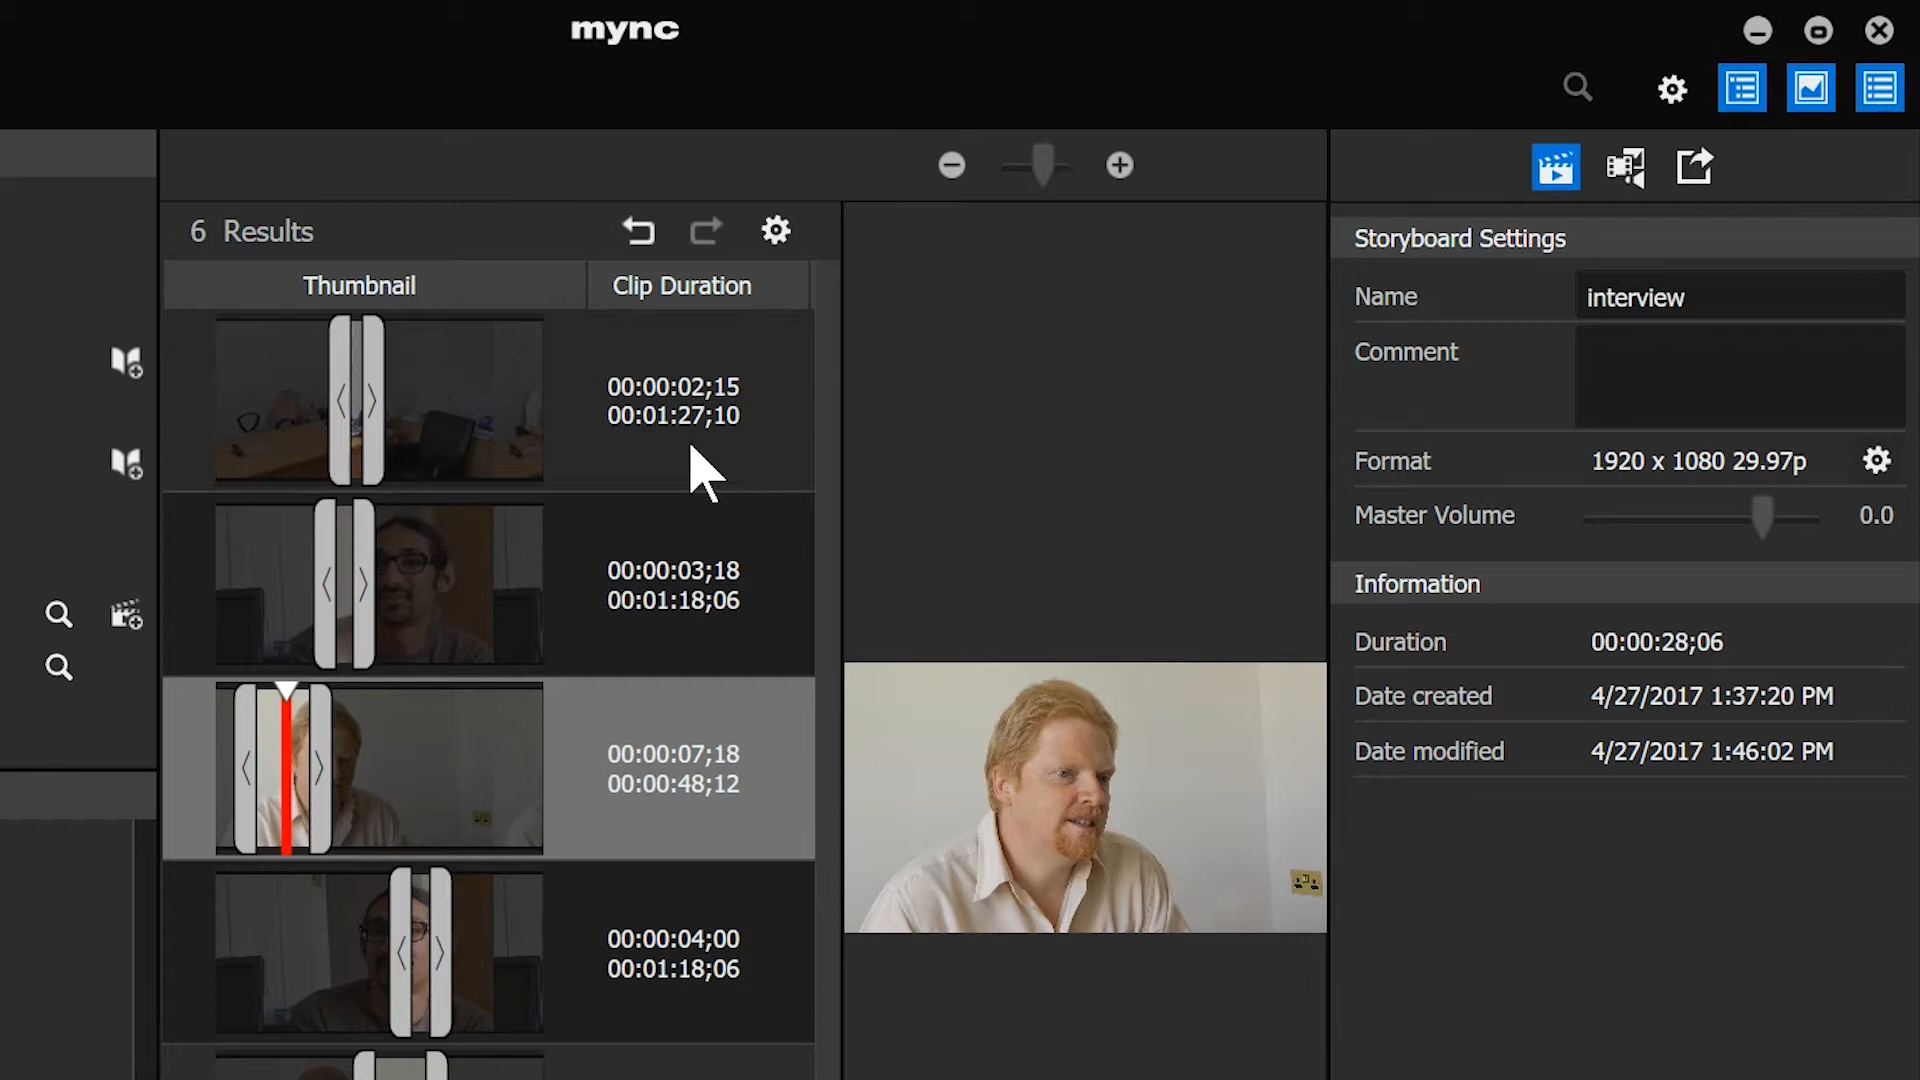 mync
6 Results
Thumbnail
Clip Duration
00:00:02;15
00:01:27;10
00:00:03;18
00:01:18;06
00:00:07;18
00:00:48;12
00:00:04;00
00:01:18;06
Storyboard Settings
Name interview
Comment
Format 1920 x 1080 29.97p
Master Volume 0.0
Information
Duration 00:00:28;06
Date created 4/27/2017 1:37:20 PM
Date modified 4/27/2017 1:46:02 PM